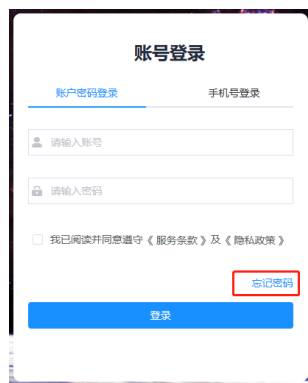 账号登录
账户密码登录 手机号登录
请输入账号
请输入密码
我已阅读并同意遵守《 服务条款 》及《 隐私政策 》
忘记密码
登录